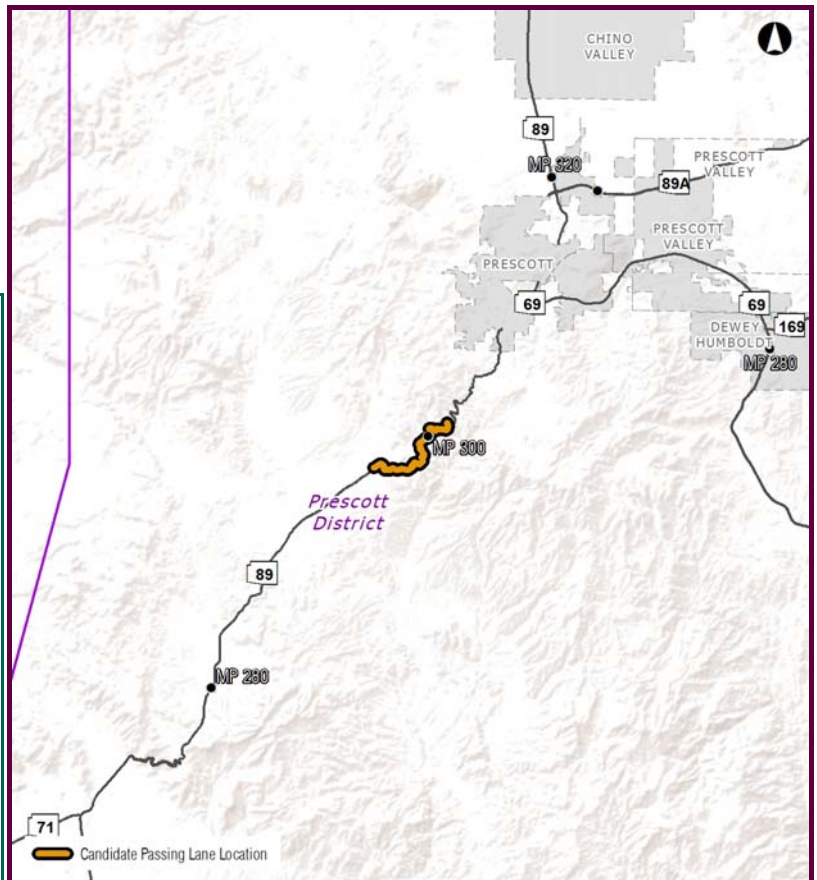 CHINO
VALLEY
89
MP 320
PRESCOTT
VALLEY
89A
PRESCOTT
VALLEY
PRESCOTT
69
69
169
DEWEY
HUMBOLDT
MP 280
MP 300
Prescott
District
89
MP 280
71
Candidate Passing Lane Location